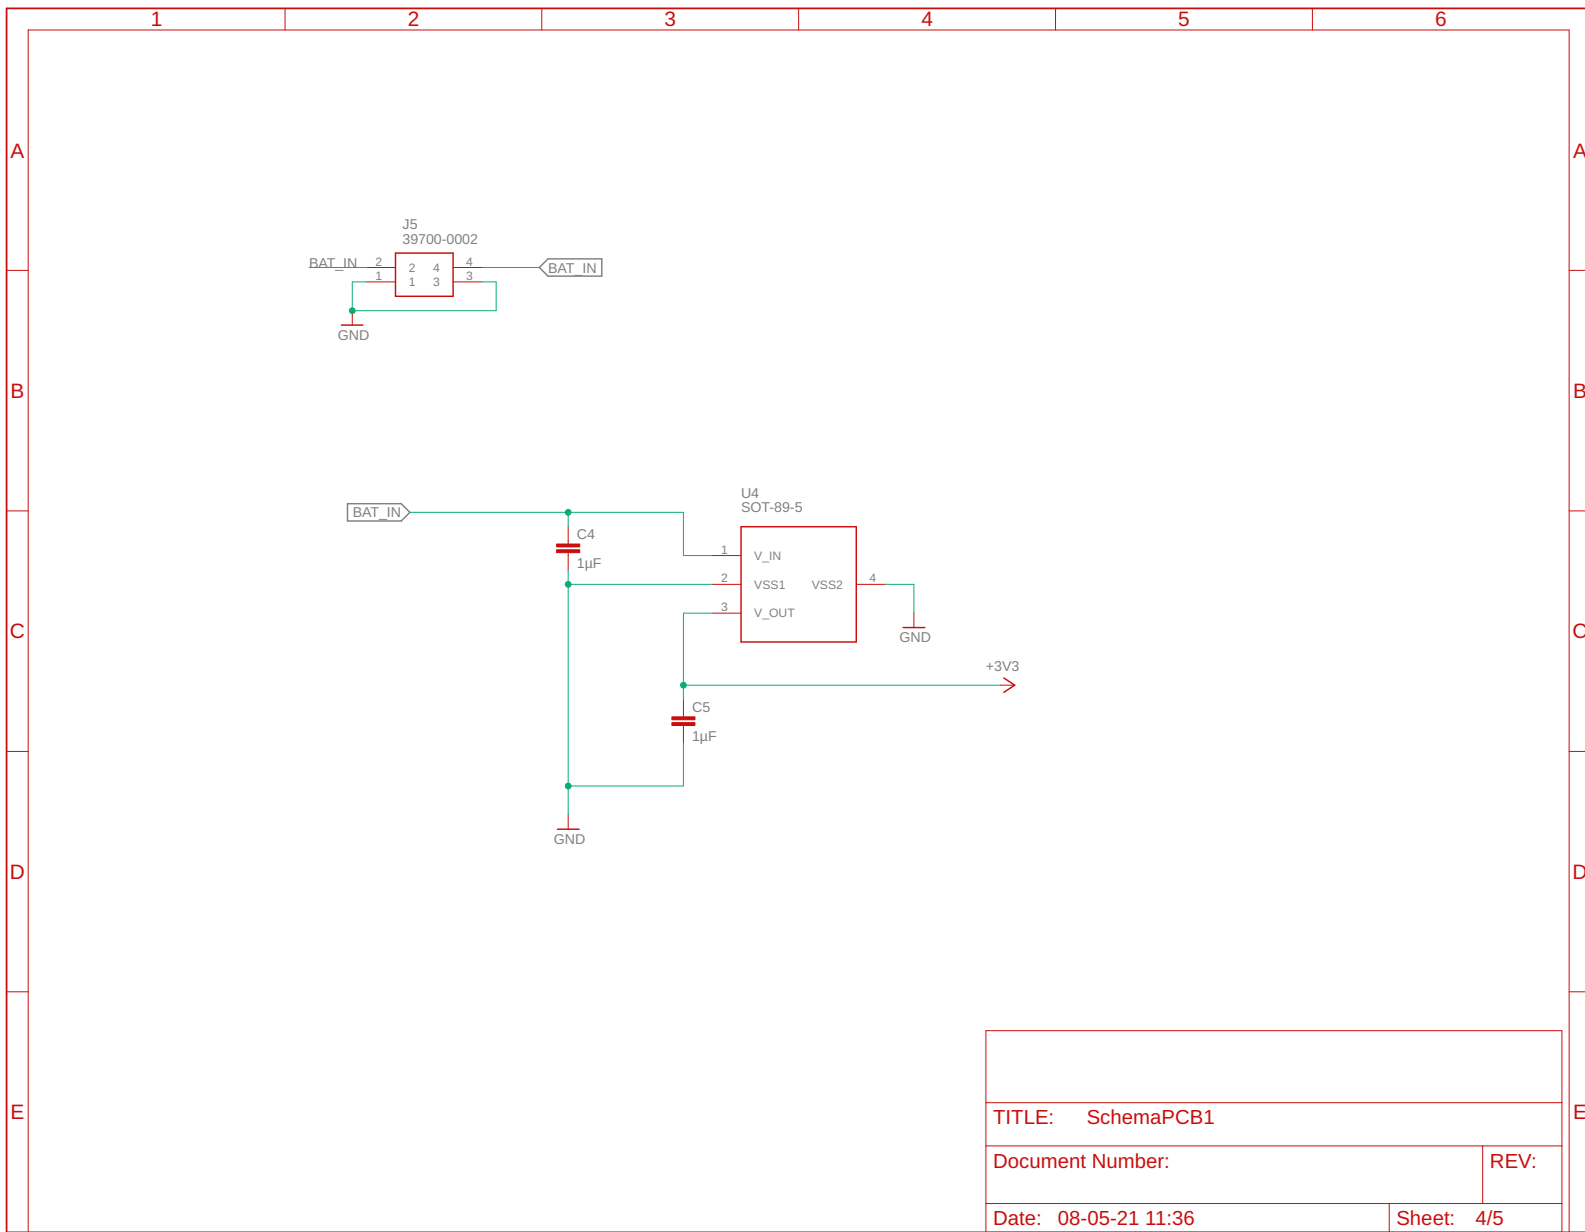 1 2 3 4 5 6
A A
J5
39700-0002
BAT_IN 2 2 4 4 BAT_IN
1 1 3 3
GND
B B
U4
SOT-89-5
BAT_IN
C4
1 V_IN
1µF
2 VSS1 VSS2 4
3 V_OUT
C C
GND
+3V3
C5
1µF
GND
D D
E E
TITLE: SchemaPCB1
Document Number: REV:
Date: 08-05-21 11:36 Sheet: 4/5